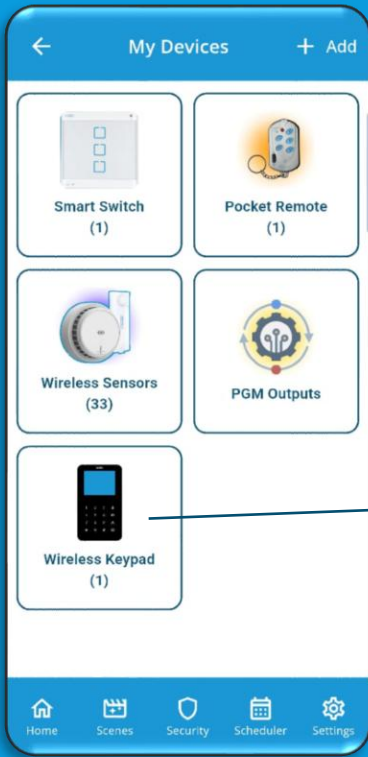 My Devices
+ Add
Smart Switch
(1)
Pocket Remote
(1)
Wireless Sensors
(33)
PGM Outputs
Wireless Keypad
(1)
Home
Scenes
Security
Scheduler
Settings